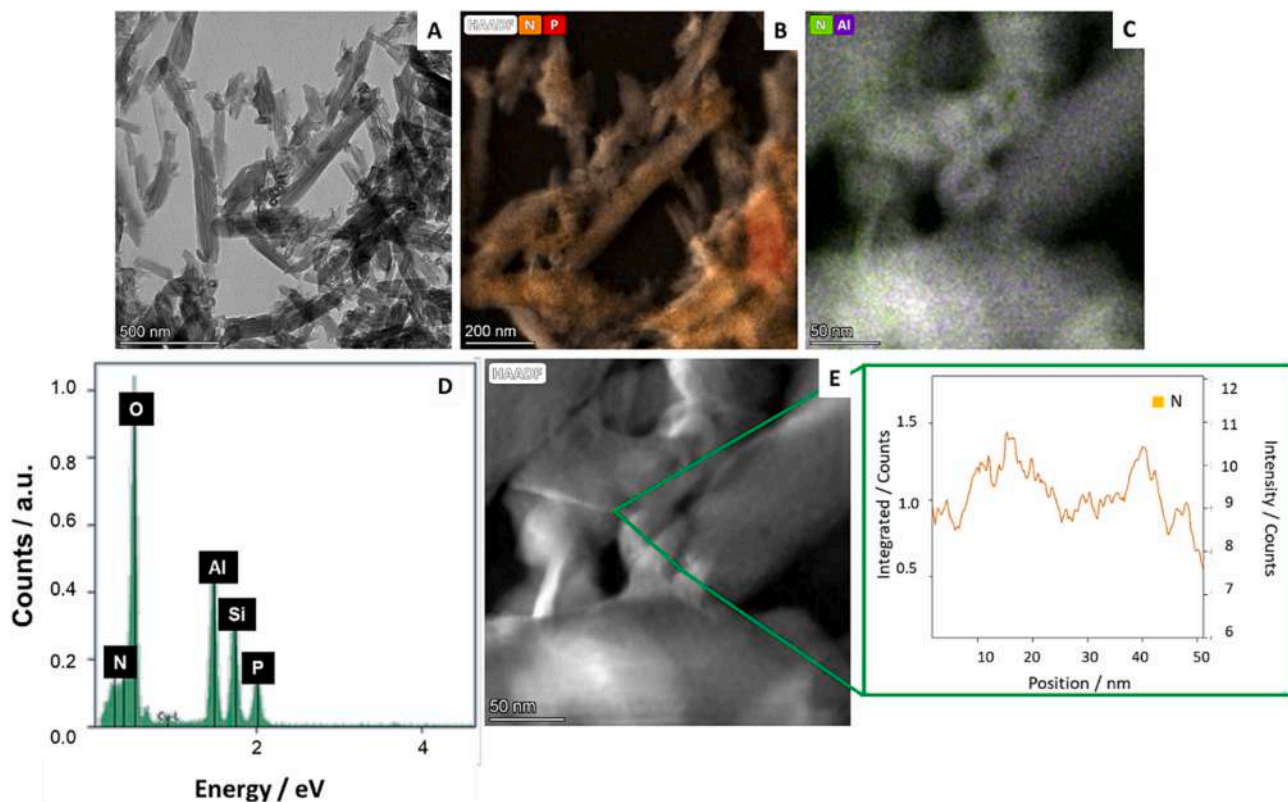 A
500 nm
HAADF N P
B
200 nm
N Al
C
50 nm
D
Counts / a.u.
1.0
0.8
0.6
0.4
0.2
0.0
O
Al
Si
N
P
2
4
Energy / eV
HAADF
E
50 nm
N
Integrated / Counts
1.5
1.0
0.5
Intensity / Counts
12
11
10
9
8
7
6
10
20
30
40
50
Position / nm